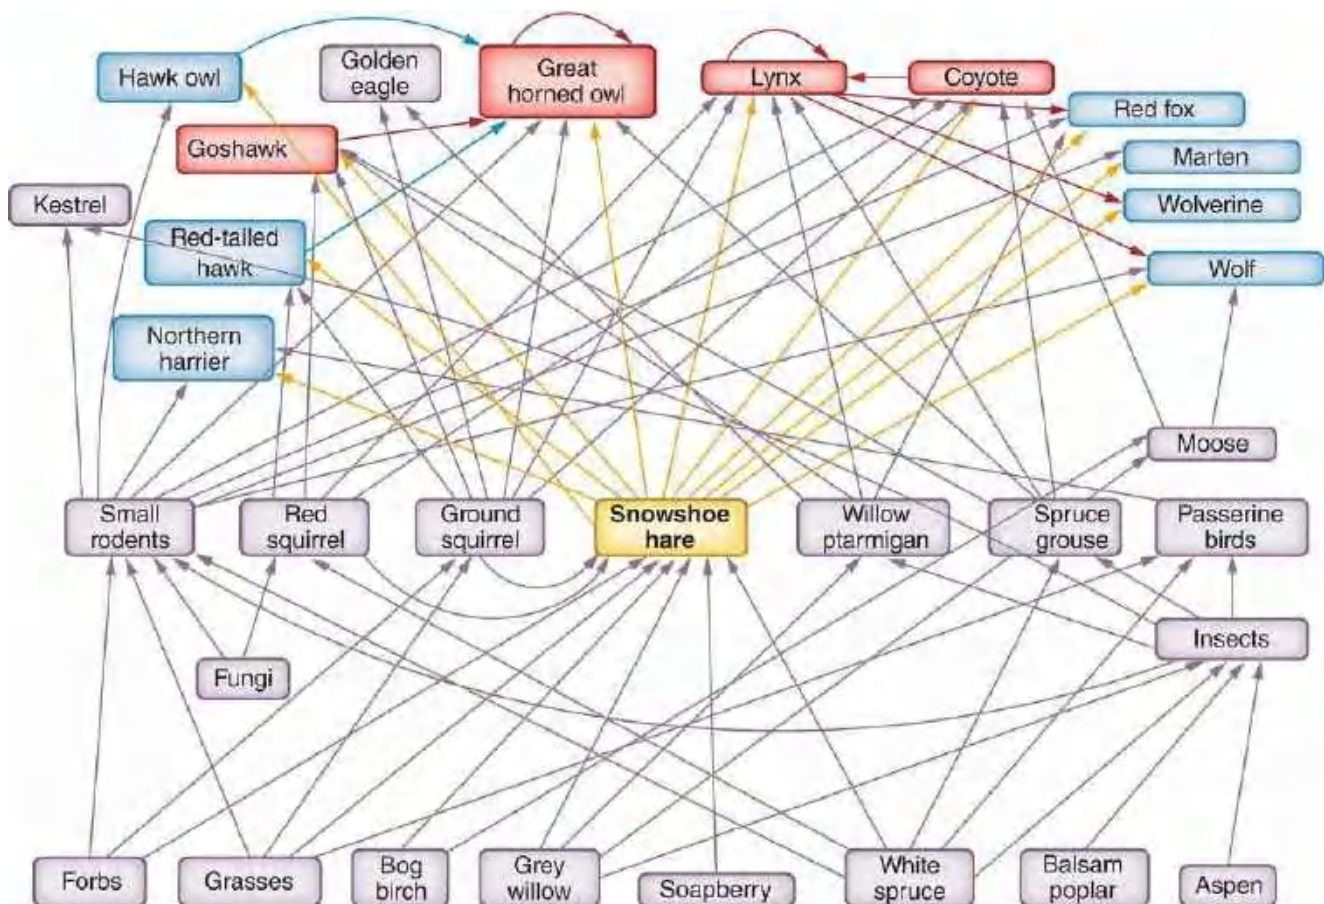 Hawk owl
Golden
eagle
Great
horned owl
Lynx
Coyote
Red fox
Goshawk
Marten
Kestrel
Wolverine
Red-tailed
hawk
Wolf
Northern
harrier
Moose
Small
rodents
Red
squirrel
Ground
squirrel
Snowshoe
hare
Willow
ptarmigan
Spruce
grouse
Passerine
birds
Insects
Fungi
Forbs
Grasses
Bog
birch
Grey
willow
Soapberry
White
spruce
Balsam
poplar
Aspen